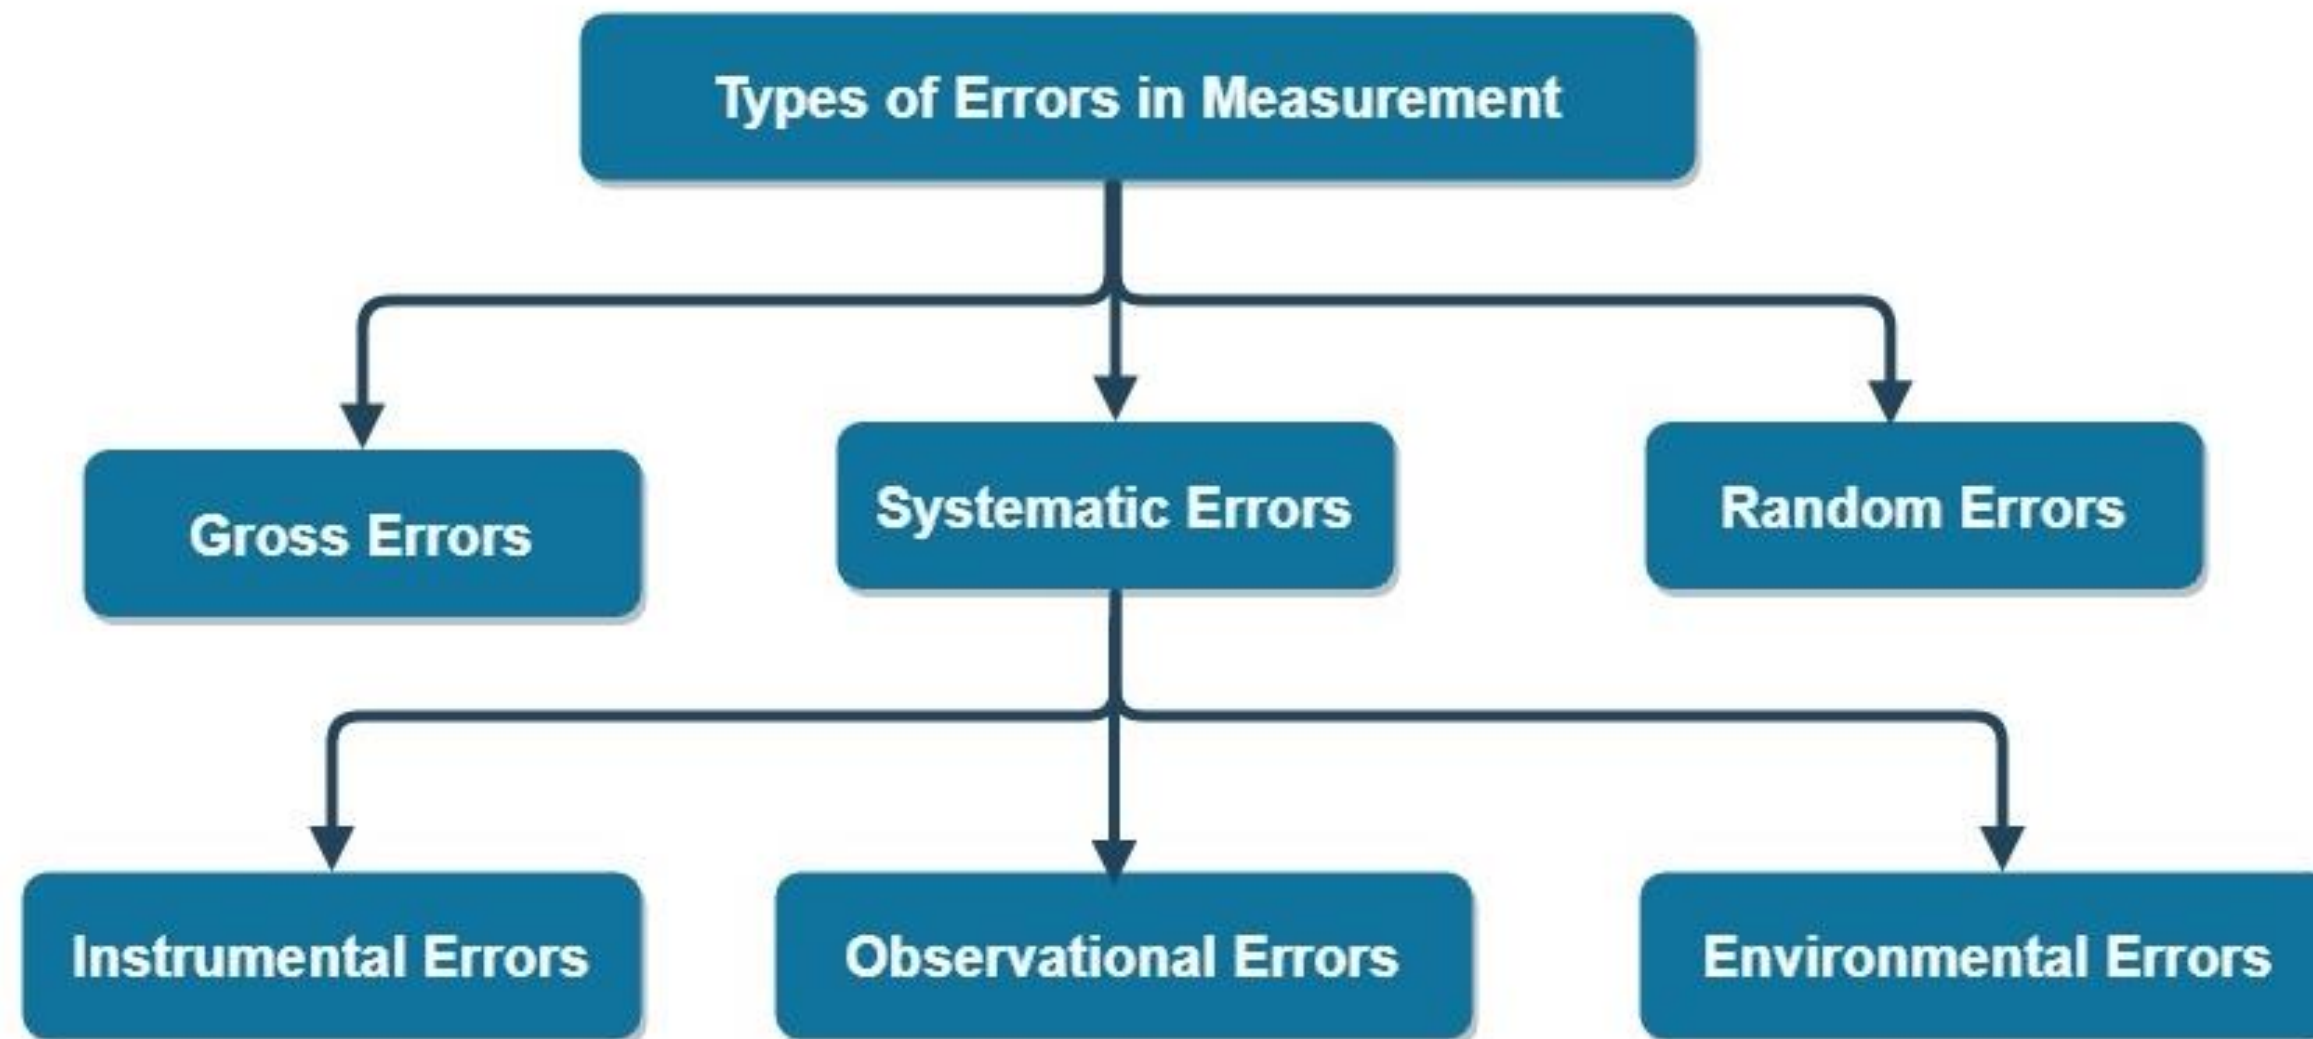 Types of Errors in Measurement
Gross Errors
Systematic Errors
Random Errors
Instrumental Errors
Observational Errors
Environmental Errors